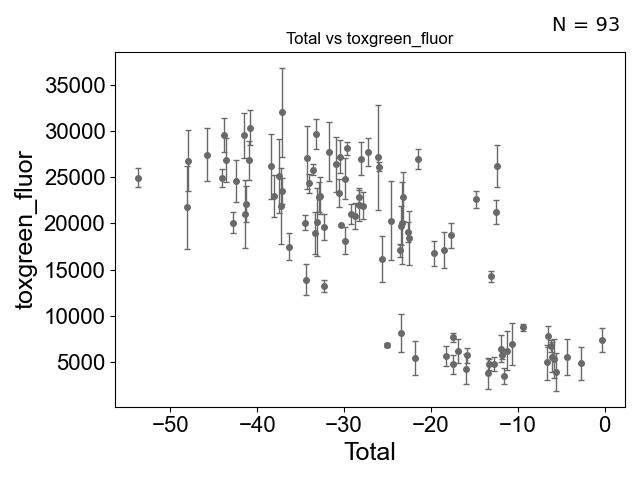 N = 93
Total vs toxgreen_fluor
toxgreen_fluor
35000
30000
25000
20000
15000
10000
5000
−50 −40 −30 −20 −10 0
Total